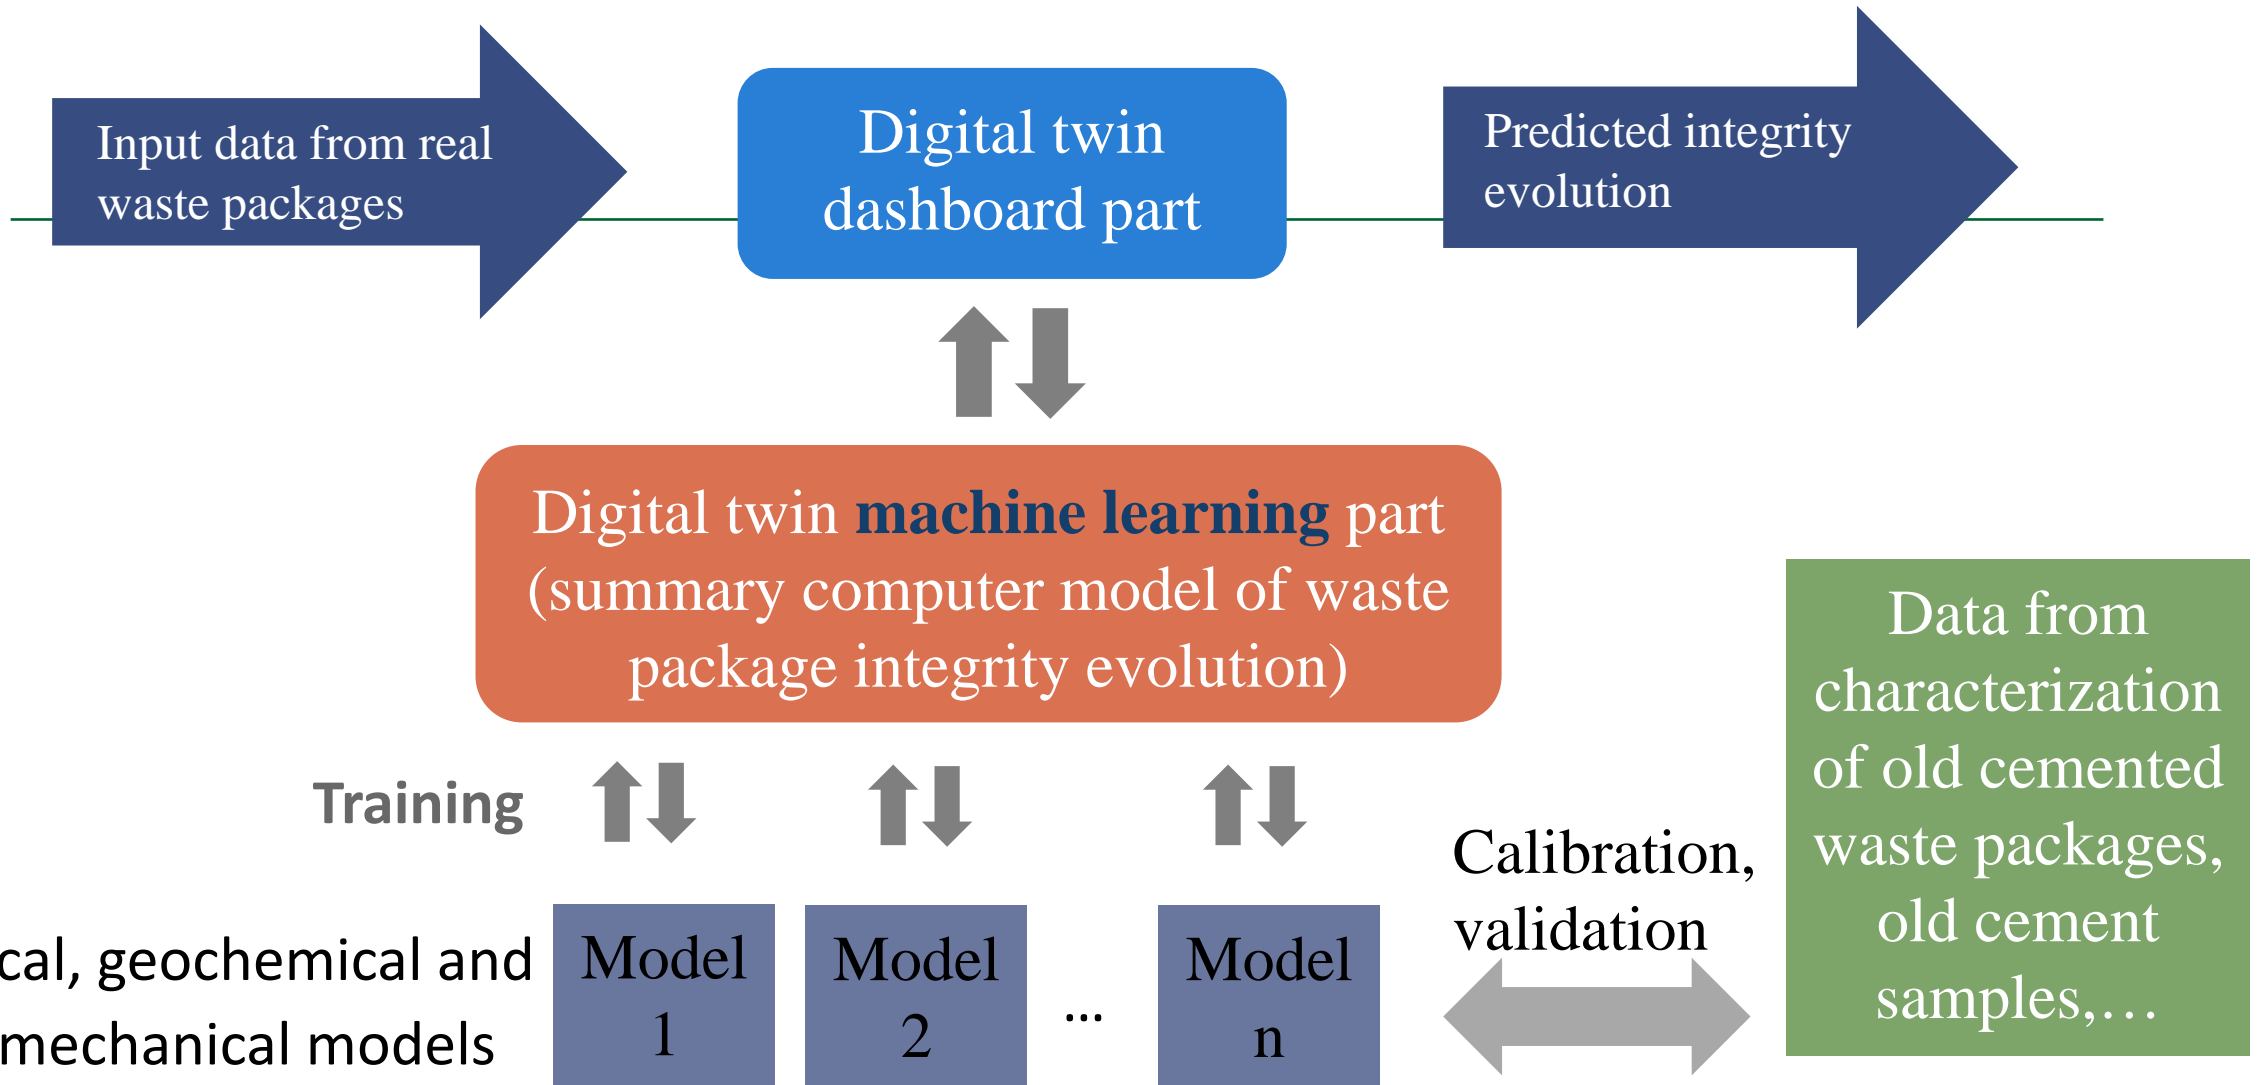 Input data from real
waste packages
Digital twin
dashboard part
Predicted integrity
evolution
Digital twin machine learning part
(summary computer model of waste
package integrity evolution)
Training
Data from
characterization
of old cemented
waste packages,
old cement
samples,…
Calibration,
validation
geochemical and
mechanical models
Model
1
Model
2
...
Model
n